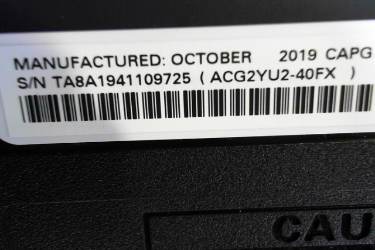 MANUFACTURED: OCTOBER 2019 CAPG
S/N TA8A1941109725 ( ACG2YU2-40FX )
CAU